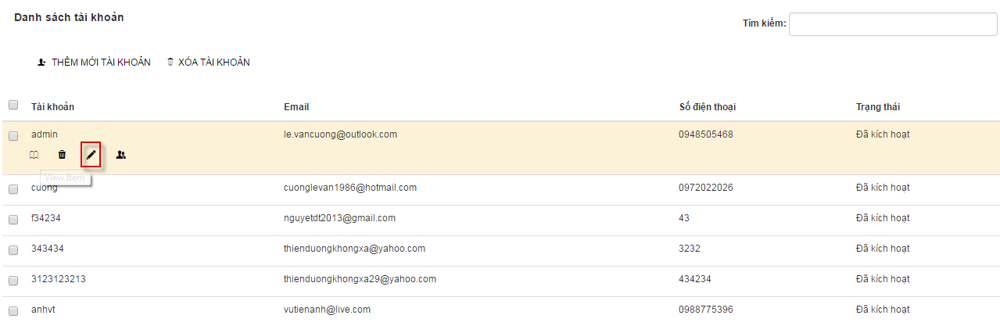 Danh sách tài khoản
Tìm kiếm:
THÊM MỚI TÀI KHOẢN XÓA TÀI KHOẢN
Tài khoản Email Số điện thoại Trạng thái
admin le.vancuong@outlook.com 0948505468 Đã kích hoạt
View Item
cuong cuonglevan1986@hotmail.com 0972022026 Đã kích hoạt
f34234 nguyetdt2013@gmail.com 43 Đã kích hoạt
343434 thienduongkhongxa@yahoo.com 3232 Đã kích hoạt
3123123213 thienduongkhongxa29@yahoo.com 434234 Đã kích hoạt
anhvt vutienanh@live.com 0988775396 Đã kích hoạt